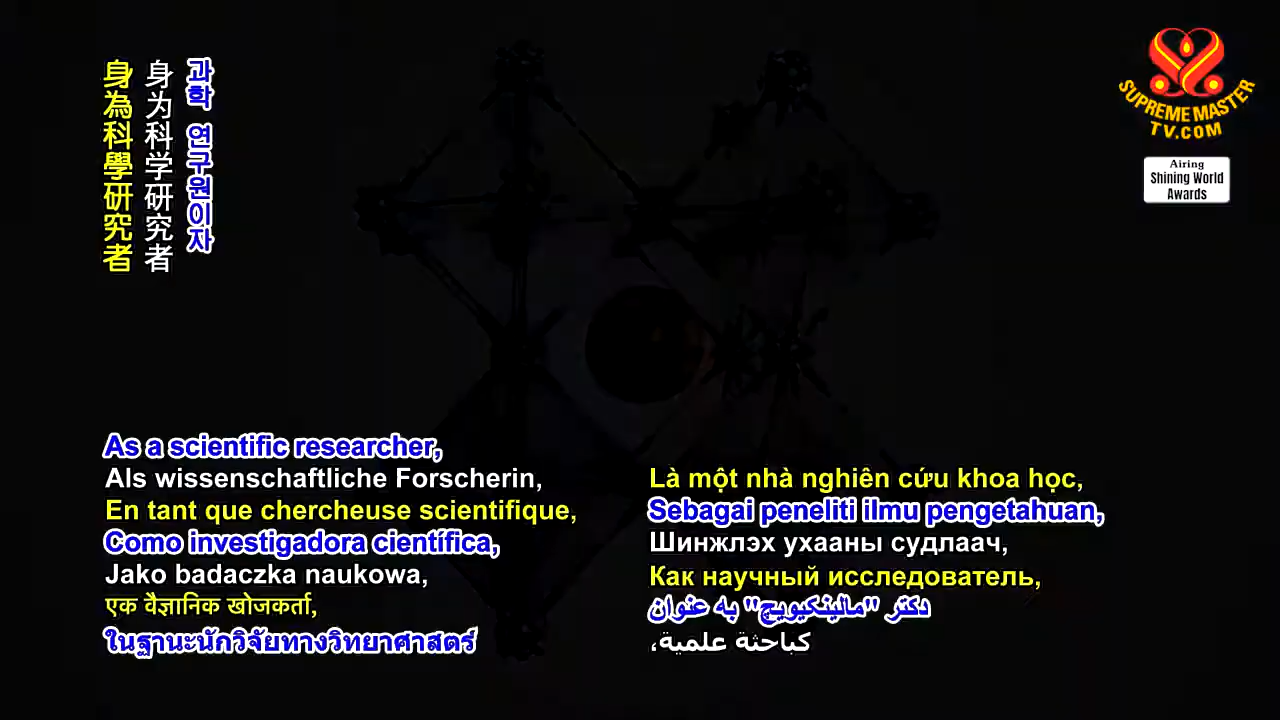 身為科學研究者
身为科学研究者
과학 연구원이자
SUPREME MASTER
TV.COM
Airing
Shining World
Awards
As a scientific researcher,
Als wissenschaftliche Forscherin,
En tant que chercheuse scientifique,
Como investigadora científica,
Jako badaczka naukowa,
एक वैज्ञानिक खोजकर्ता,
ในฐานะนักวิจัยทางวิทยาศาสตร์
Là một nhà nghiên cứu khoa học,
Sebagai peneliti ilmu pengetahuan,
Шинжлэх ухааны судлаач,
Как научный исследователь,
دکتر "مالینکیویچ" به عنوان
كباحثة علمية،